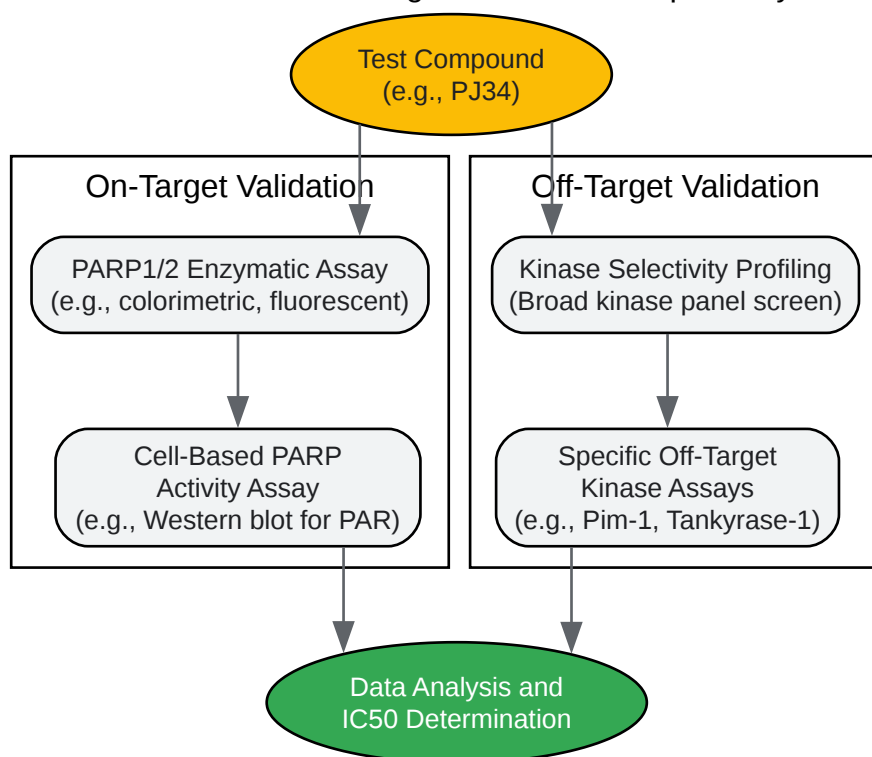 Test Compound
(e.g., PJ34)
On-Target Validation
PARP1/2 Enzymatic Assay
(e.g., colorimetric, fluorescent)
Cell-Based PARP
Activity Assay
(e.g., Western blot for PAR)
Off-Target Validation
Kinase Selectivity Profiling
(Broad kinase panel screen)
Specific Off-Target
Kinase Assays
(e.g., Pim-1, Tankyrase-1)
Data Analysis and
IC50 Determination